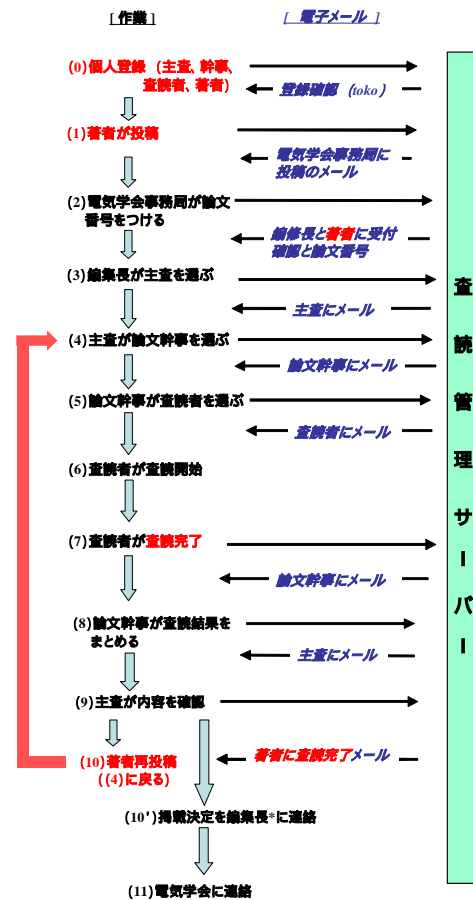 [ 作業 ]
[ 電子メール ]
(0)個人登録 (主査、幹事、
査読者、著者)
登録確認 (toko)
(1)著者が投稿
電気学会事務局に
投稿のメール
(2)電気学会事務局が論文
番号をつける
編修長と著者に受付
確認と論文番号
(3)編集長が主査を選ぶ
主査にメール
(4)主査が論文幹事を選ぶ
論文幹事にメール
(5)論文幹事が査読者を選ぶ
査読者にメール
(6)査読者が査読開始
(7)査読者が査読完了
論文幹事にメール
(8)論文幹事が査読結果を
まとめる
主査にメール
(9)主査が内容を確認
著者に査読完了メール
(10)著者再投稿
((4)に戻る)
(10')掲載決定を編集長*に連絡
(11)電気学会に連絡
査読管理サーバー